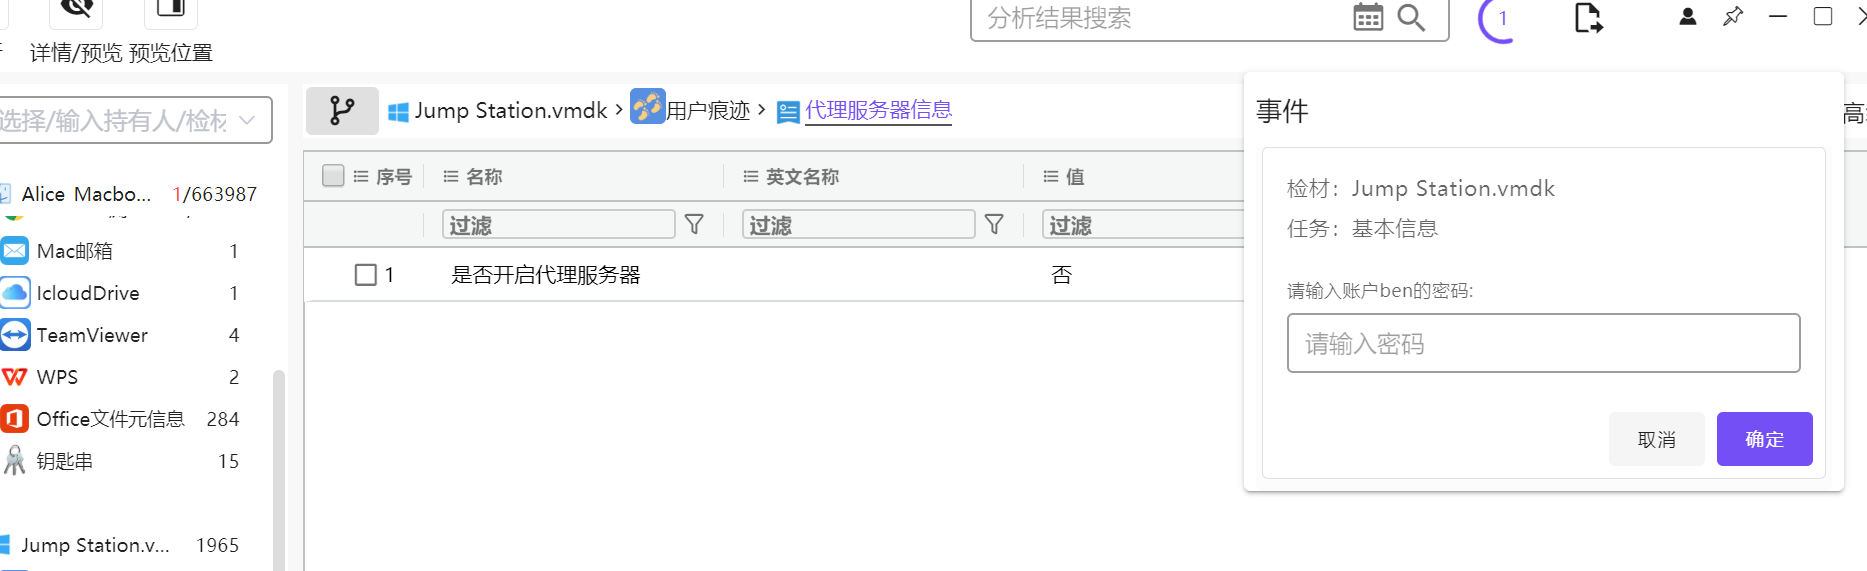 分析结果搜索
1
详情/预览 预览位置
选择/输入持有人/检材
Jump Station.vmdk > 用户痕迹 > 代理服务器信息
事件
序号 名称 英文名称 值
过滤 过滤 过滤
1 是否开启代理服务器 否
Alice Macbo... 1/663987
Mac邮箱 1
IcloudDrive 1
TeamViewer 4
WPS 2
Office文件元信息 284
钥匙串 15
Jump Station.v... 1965
检材: Jump Station.vmdk
任务: 基本信息
请输入账户ben的密码:
请输入密码
取消 确定